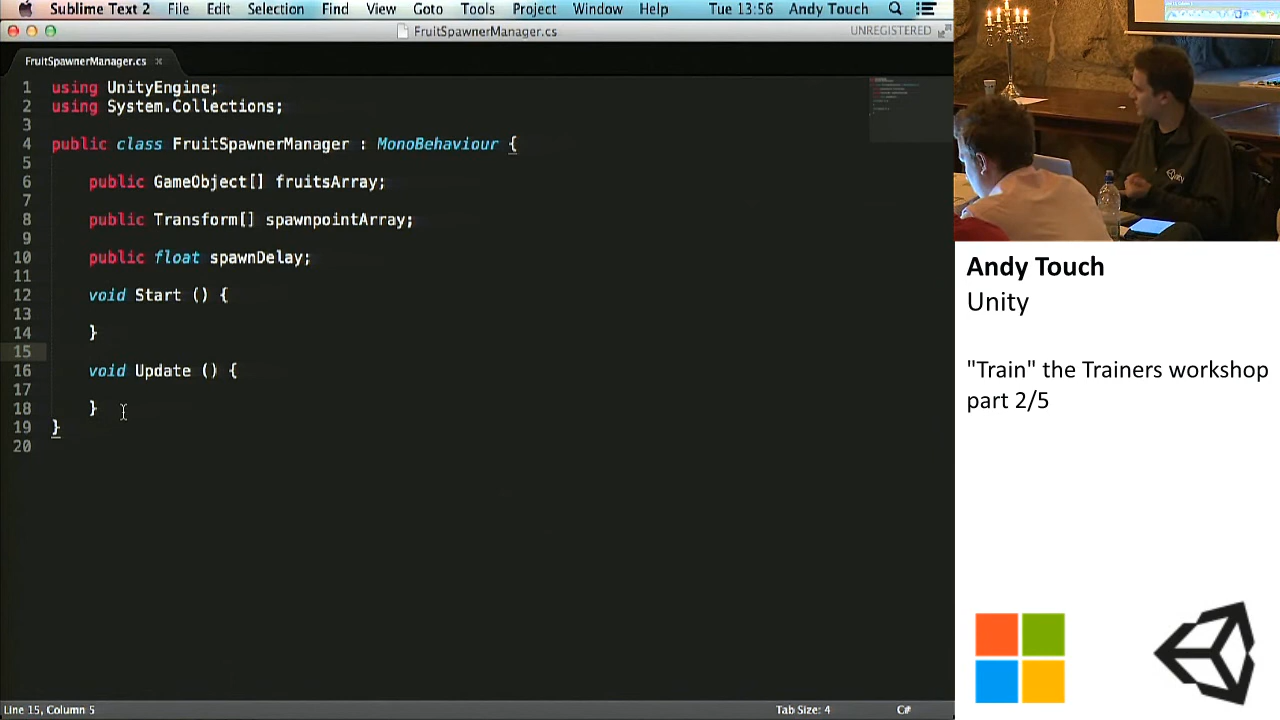 Sublime Text 2 File Edit Selection Find View Goto Tools Project Window Help Tue 13:56 Andy Touch
FruitSpawnerManager.cs
UNREGISTERED
FruitSpawnerManager.cs ×
1 using UnityEngine;
2 using System.Collections;
3
4 public class FruitSpawnerManager : MonoBehaviour {
5
6 public GameObject[] fruitsArray;
7
8 public Transform[] spawnpointArray;
9
10 public float spawnDelay;
11
12 void Start () {
13
14 }
15
16 void Update () {
17
18 }
19 }
20
Line 15, Column 5
Tab Size: 4
C#
Andy Touch
Unity
"Train" the Trainers workshop
part 2/5